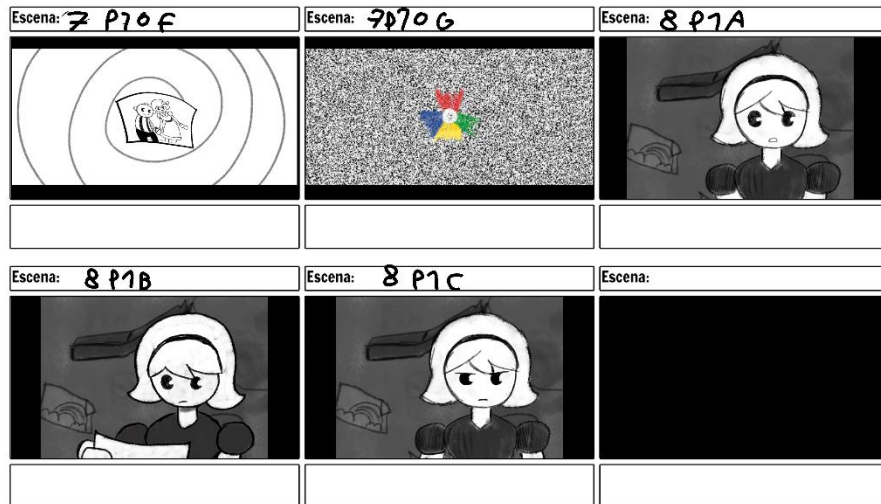 Escena: 7 P10F
Escena: 7P10G
Escena: 8 P1A
Escena: 8 P1B
Escena: 8 P1C
Escena: